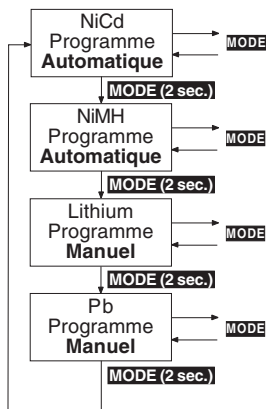 NiCd
Programme
Automatique
MODE
MODE (2 sec.)
NiMH
Programme
Automatique
MODE
MODE (2 sec.)
Lithium
Programme
Manuel
MODE
MODE (2 sec.)
Pb
Programme
Manuel
MODE
MODE (2 sec.)